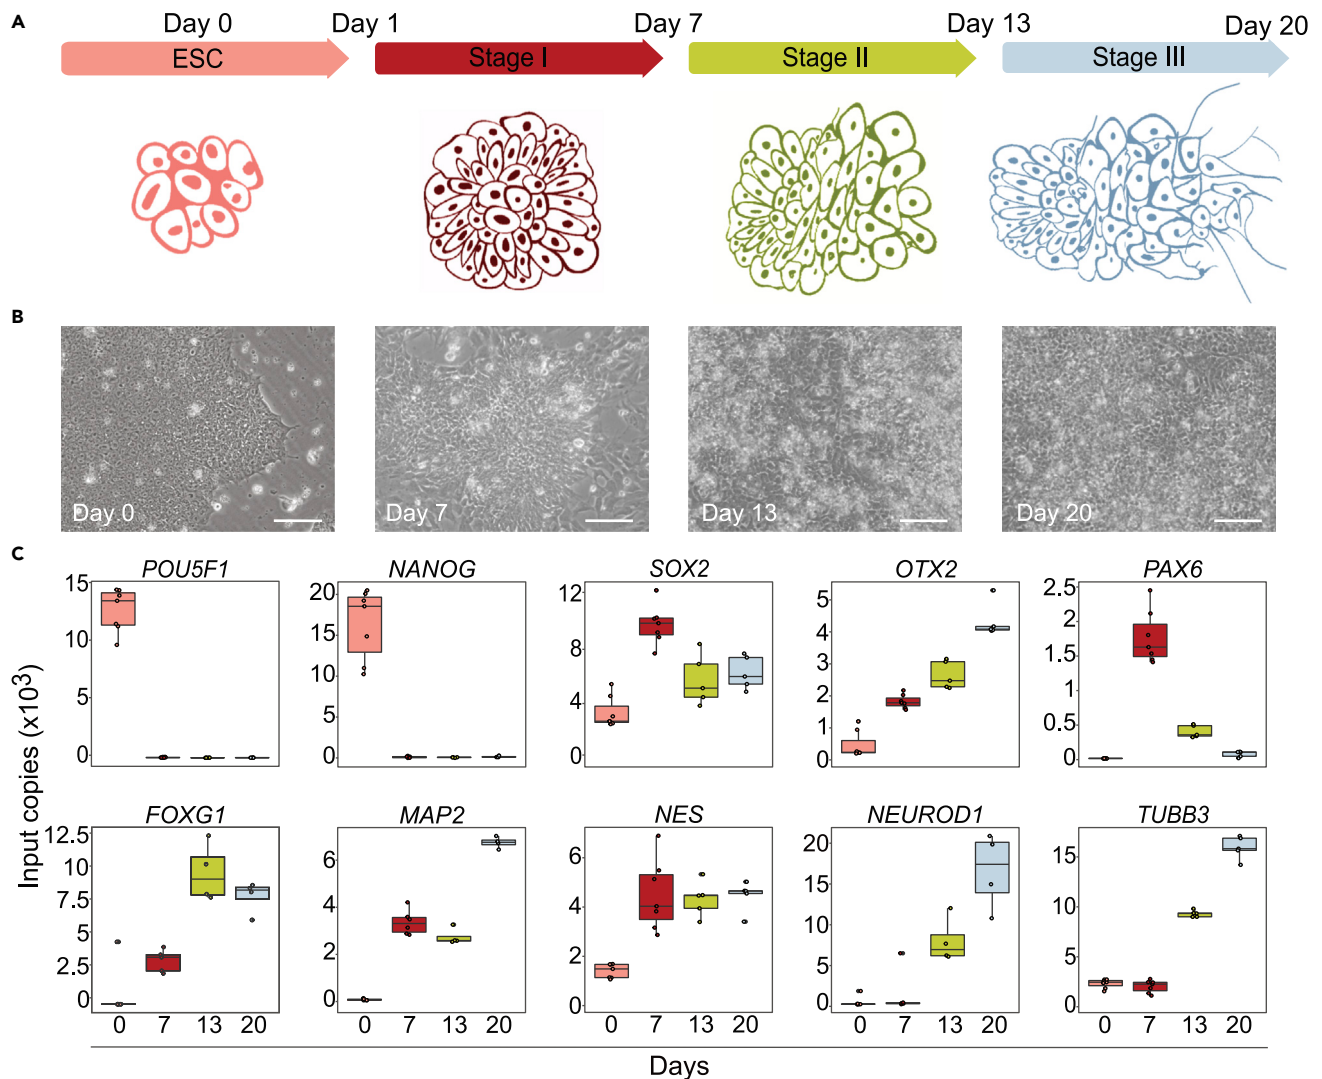 A
Day 0
Day 1
Day 7
Day 13
Day 20
ESC
Stage I
Stage II
Stage III
B
Day 0
Day 7
Day 13
Day 20
C
Input copies (x10³)
POU5F1
15
10
5
0
NANOG
20
15
10
5
0
SOX2
12
8
4
0
OTX2
5
4
3
2
1
0
PAX6
2.5
2
1.5
1
0.5
0
FOXG1
12.5
10
7.5
5
2.5
0
0 7 13 20
MAP2
6
4
2
0
0 7 13 20
NES
6
4
2
0
0 7 13 20
NEUROD1
20
15
10
5
0
0 7 13 20
TUBB3
15
10
5
0
0 7 13 20
Days